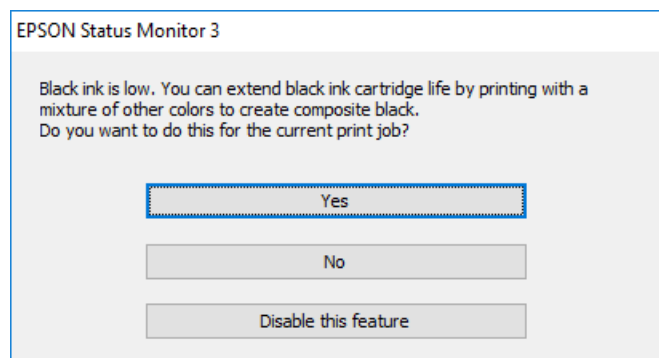 EPSON Status Monitor 3
Black ink is low. You can extend black ink cartridge life by printing with a
mixture of other colors to create composite black.
Do you want to do this for the current print job?
Yes
No
Disable this feature